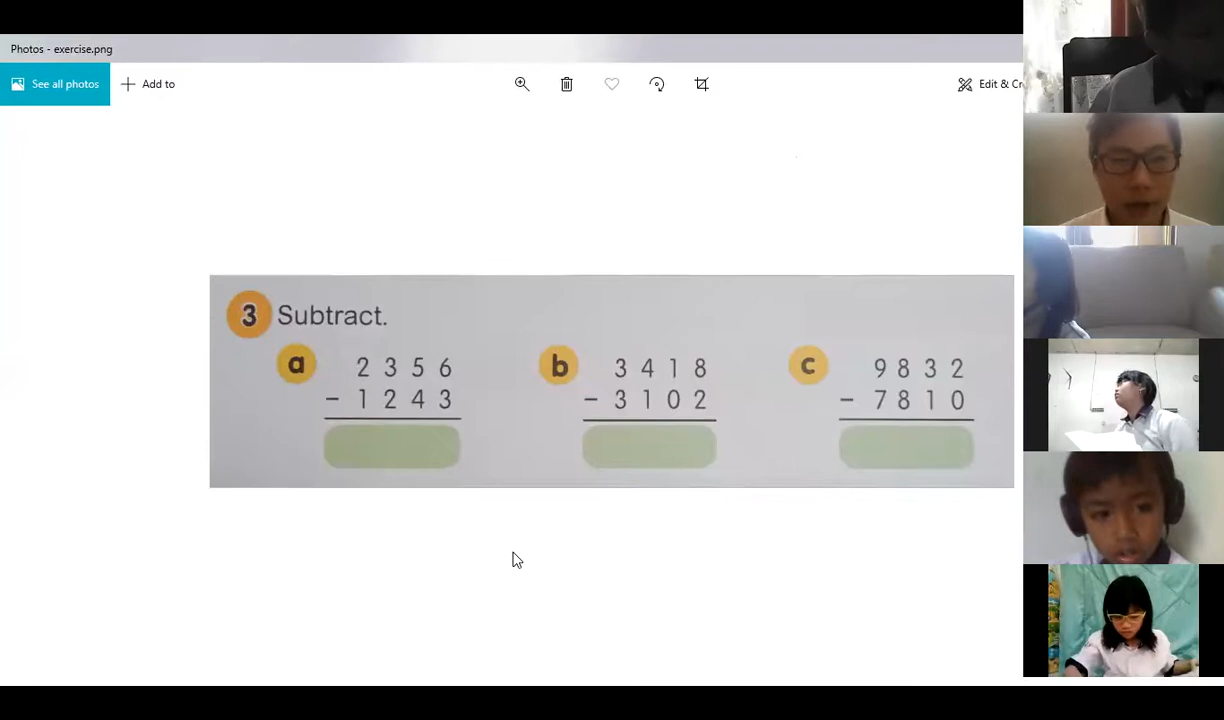 Photos - exercise.png
See all photos
Add to
Edit & Cr
3 Subtract.
a
2 3 5 6
- 1 2 4 3
b
3 4 1 8
- 3 1 0 2
c
9 8 3 2
- 7 8 1 0